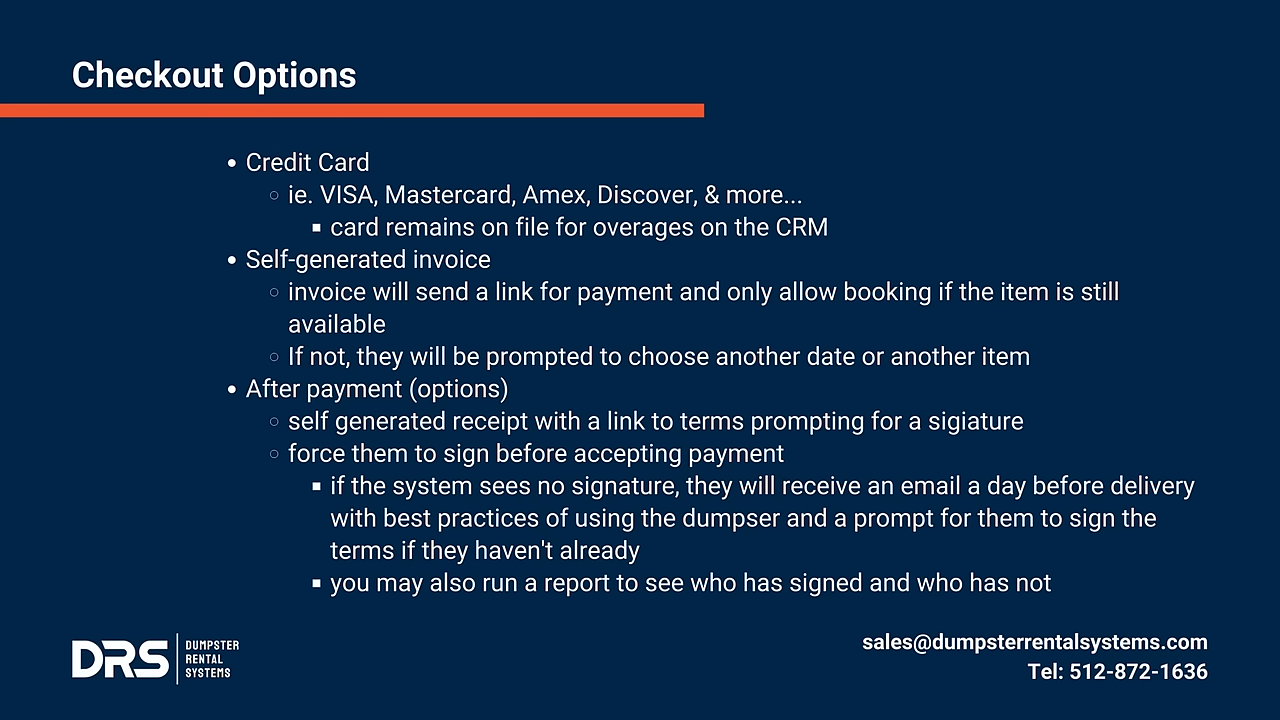 Checkout Options
• Credit Card
○ ie. VISA, Mastercard, Amex, Discover, & more...
▪ card remains on file for overages on the CRM
• Self-generated invoice
○ invoice will send a link for payment and only allow booking if the item is still
available
○ If not, they will be prompted to choose another date or another item
• After payment (options)
○ self generated receipt with a link to terms prompting for a sigiature
○ force them to sign before accepting payment
▪ if the system sees no signature, they will receive an email a day before delivery
with best practices of using the dumpser and a prompt for them to sign the
terms if they haven't already
▪ you may also run a report to see who has signed and who has not
DRS
DUMPSTER
RENTAL
SYSTEMS
sales@dumpsterrentalsystems.com
Tel: 512-872-1636